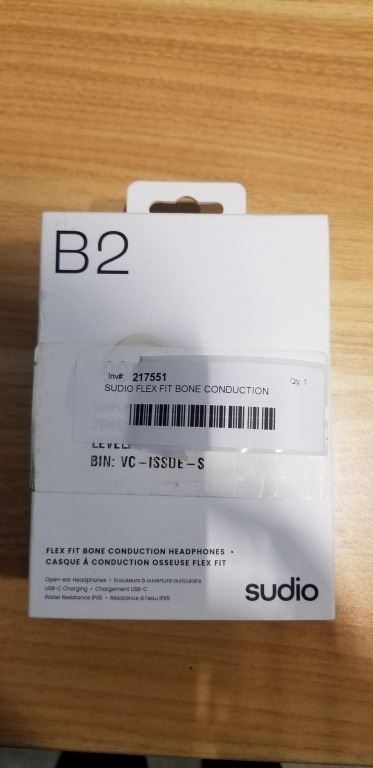 B2
Inv#: 217551
Qty: 1
SUDIO FLEX FIT BONE CONDUCTION
ZONE
LEVEL:
BIN: VC-ISSUE-S
FLEX FIT BONE CONDUCTION HEADPHONES •
CASQUE À CONDUCTION OSSEUSE FLEX FIT
Open-ear Headphones • Écouteurs à ouverture auriculaire
USB-C Charging • Chargement USB-C
Water Resistance IPX5 • Résistance à l'eau IPX5
sudio